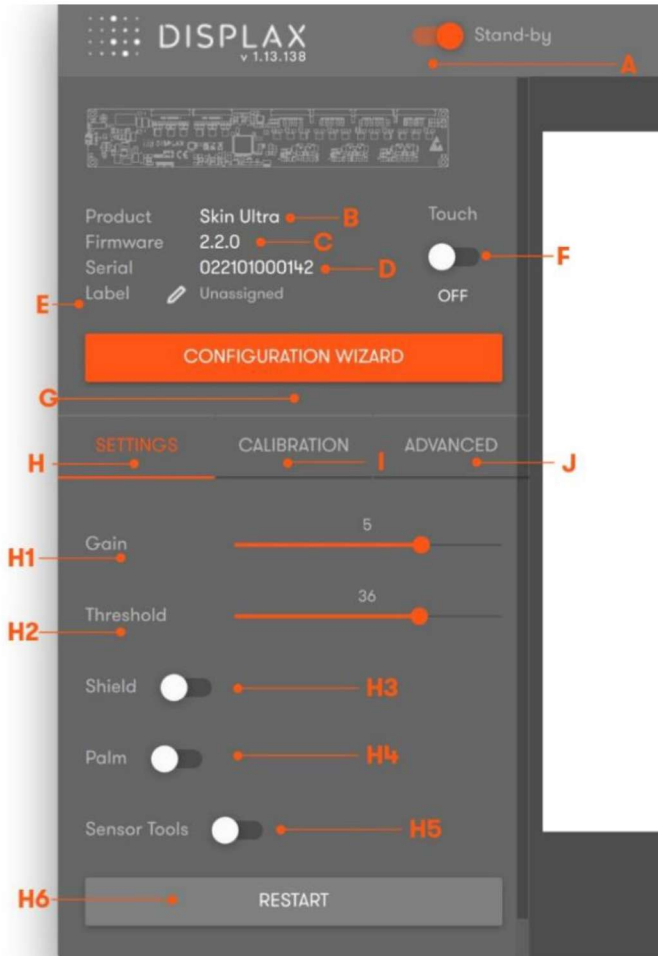 DISPLAX
v 1.13.138
Stand-by
A
DISPLAX
Product Skin Ultra B Touch
Firmware 2.2.0 C F
Serial 022101000142 D
E Label Unassigned OFF
CONFIGURATION WIZARD
G
SETTINGS CALIBRATION ADVANCED
H I J
5
Gain
H1
36
Threshold
H2
Shield H3
Palm H4
Sensor Tools H5
H6 RESTART